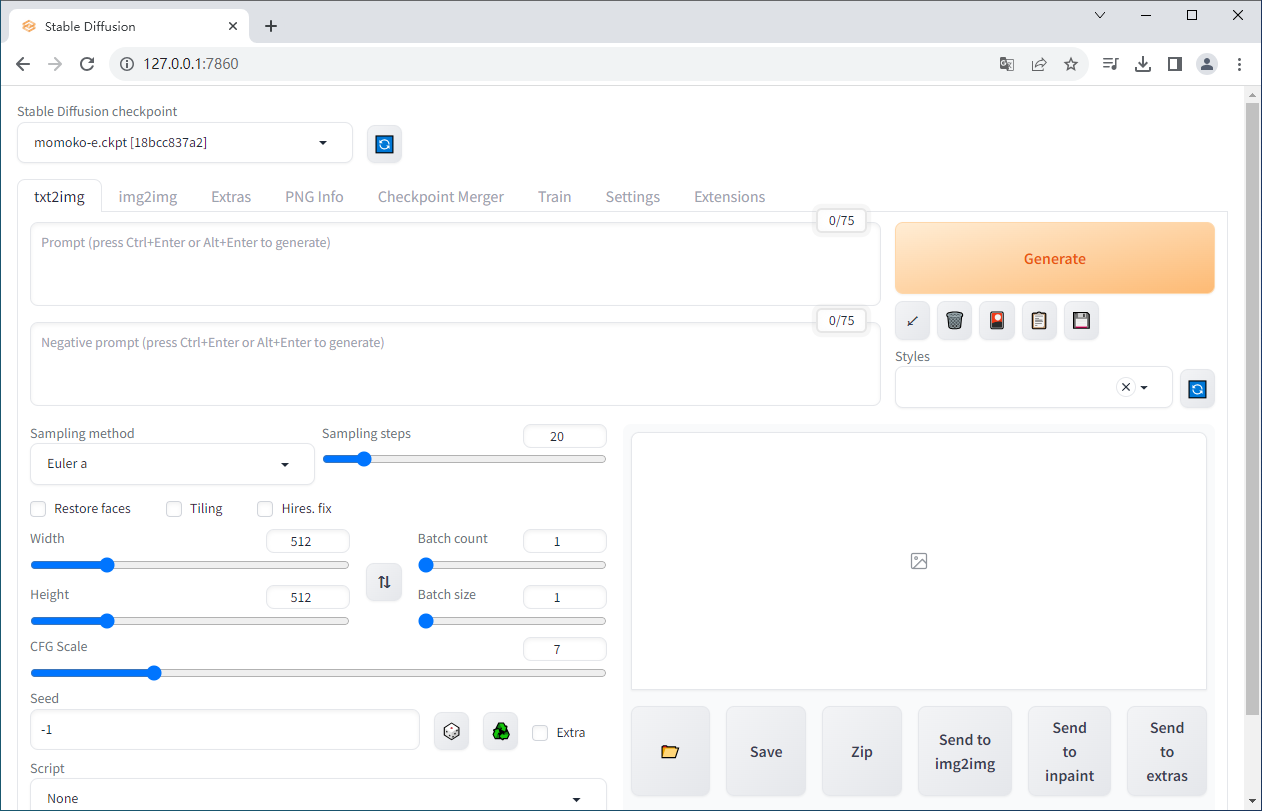 Stable Diffusion
127.0.0.1:7860
Stable Diffusion checkpoint
momoko-e.ckpt [18bcc837a2]
txt2img img2img Extras PNG Info Checkpoint Merger Train Settings Extensions
0/75
Prompt (press Ctrl+Enter or Alt+Enter to generate)
Generate
0/75
Negative prompt (press Ctrl+Enter or Alt+Enter to generate)
Styles
Sampling method
Euler a
Sampling steps
20
Restore faces Tiling Hires. fix
Width
512
Batch count
1
Height
512
Batch size
1
CFG Scale
7
Seed
-1
Extra
Script
None
Save
Zip
Send to
img2img
Send
to
inpaint
Send
to
extras